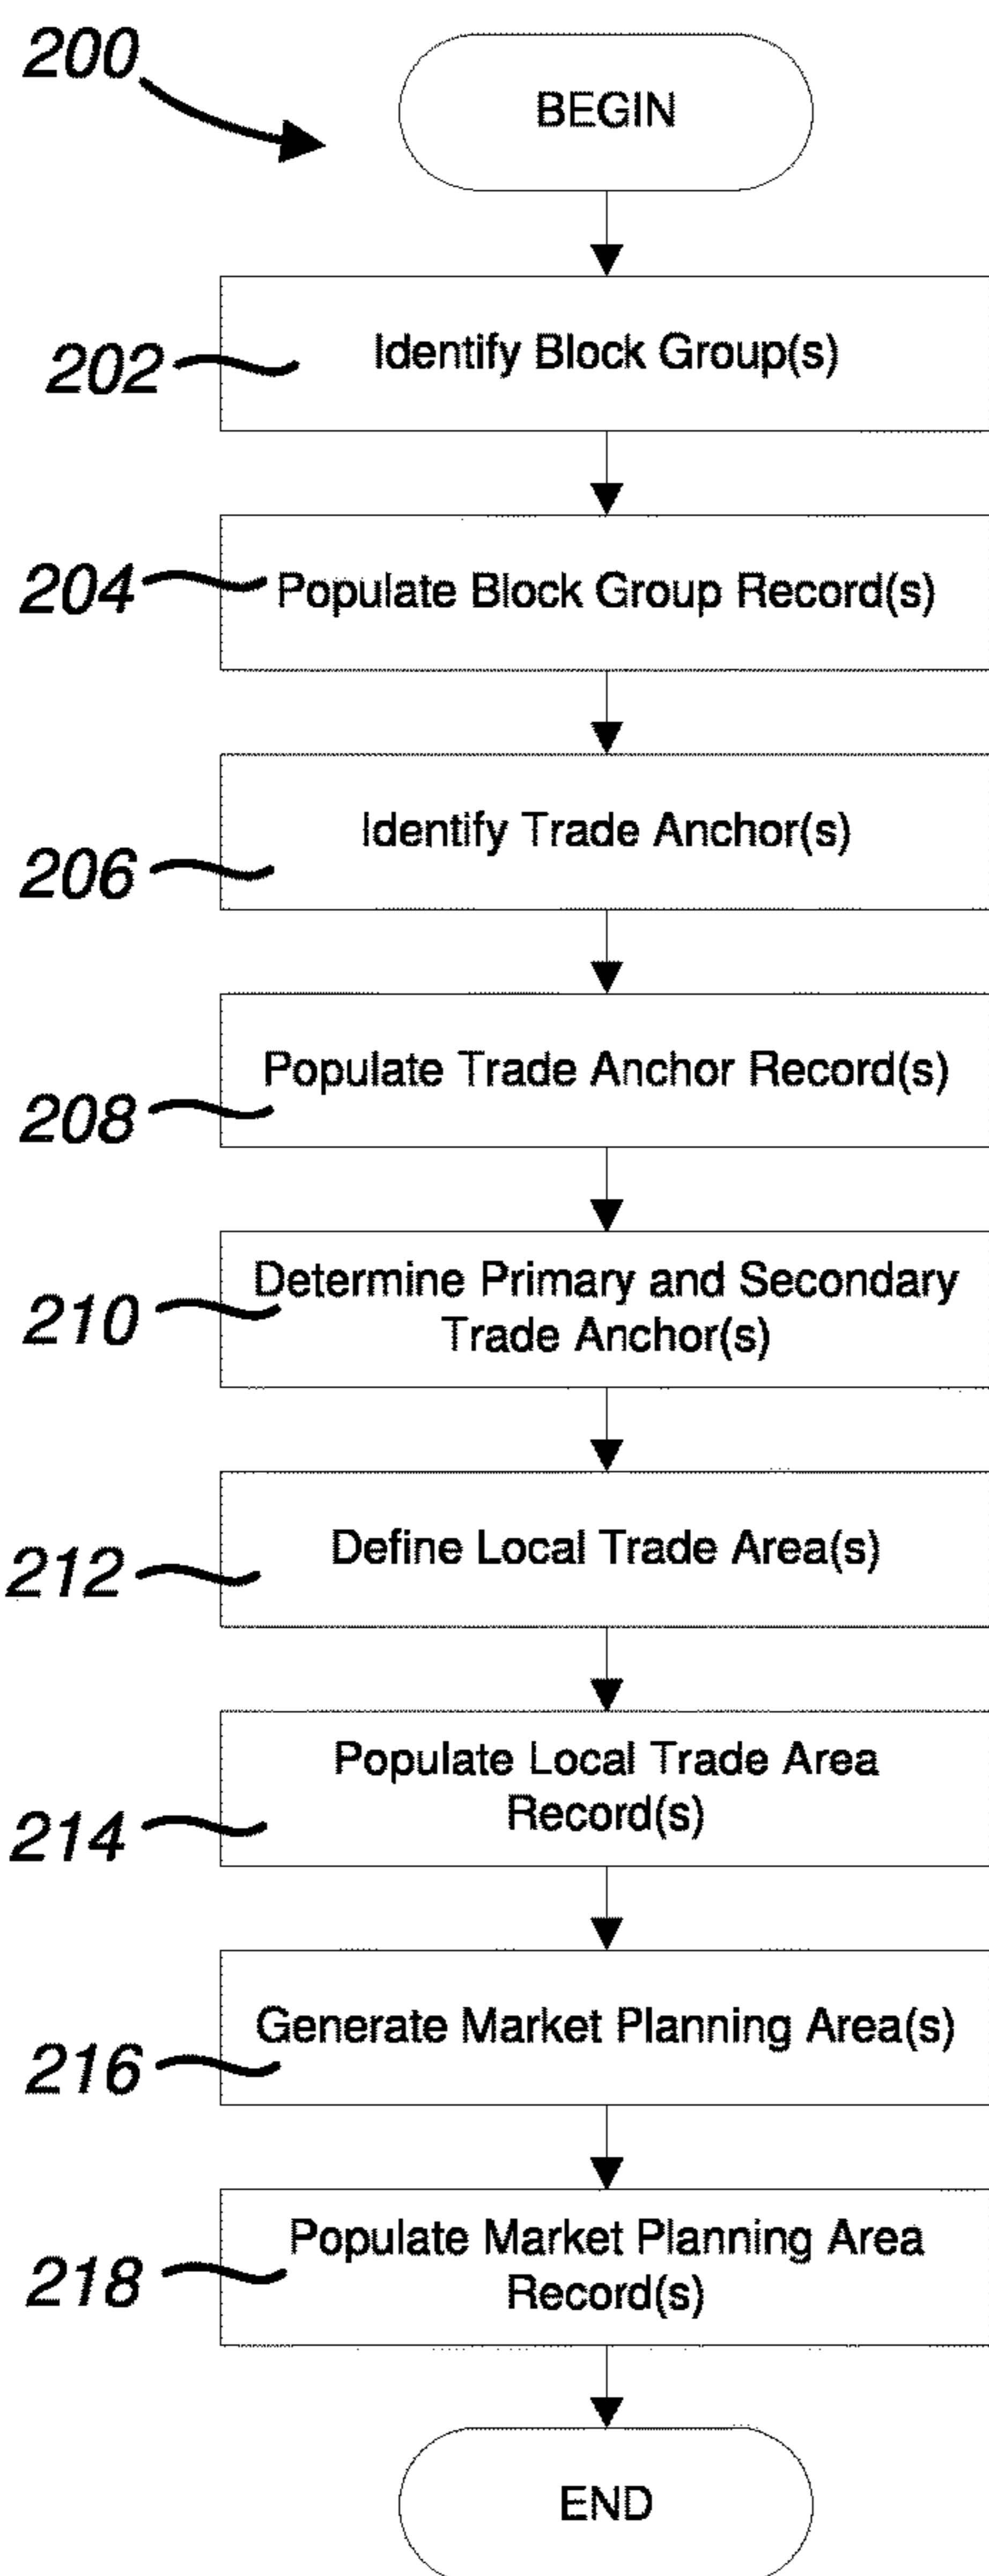 200
BEGIN
202
Identify Block Group(s)
204
Populate Block Group Record(s)
206
Identify Trade Anchor(s)
208
Populate Trade Anchor Record(s)
210
Determine Primary and Secondary
Trade Anchor(s)
212
Define Local Trade Area(s)
214
Populate Local Trade Area
Record(s)
216
Generate Market Planning Area(s)
218
Populate Market Planning Area
Record(s)
END